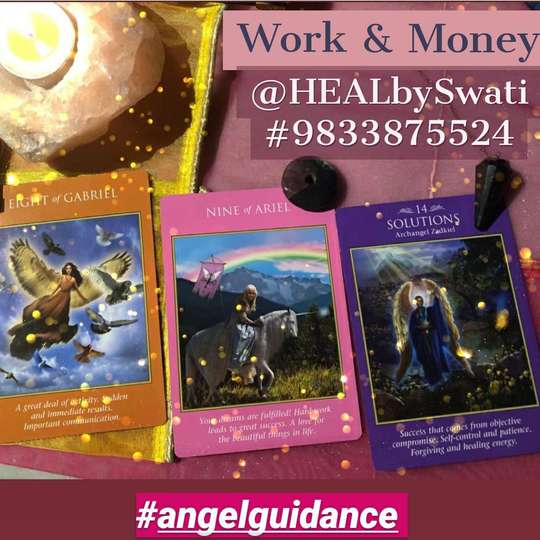 Work & Money
@HEALbySwati
#9833875524
EIGHT of GABRIEL
A great deal of activity. Sudden
and immediate results.
Important communication.
NINE of ARIEL
Your dreams are fulfilled! Hard work
leads to great success. A love for
the beautiful things in life.
14
SOLUTIONS
Archangel Zadkiel
Success that comes from objective
compromise. Self-control and patience.
Forgiving and healing energy.
#angelguidance